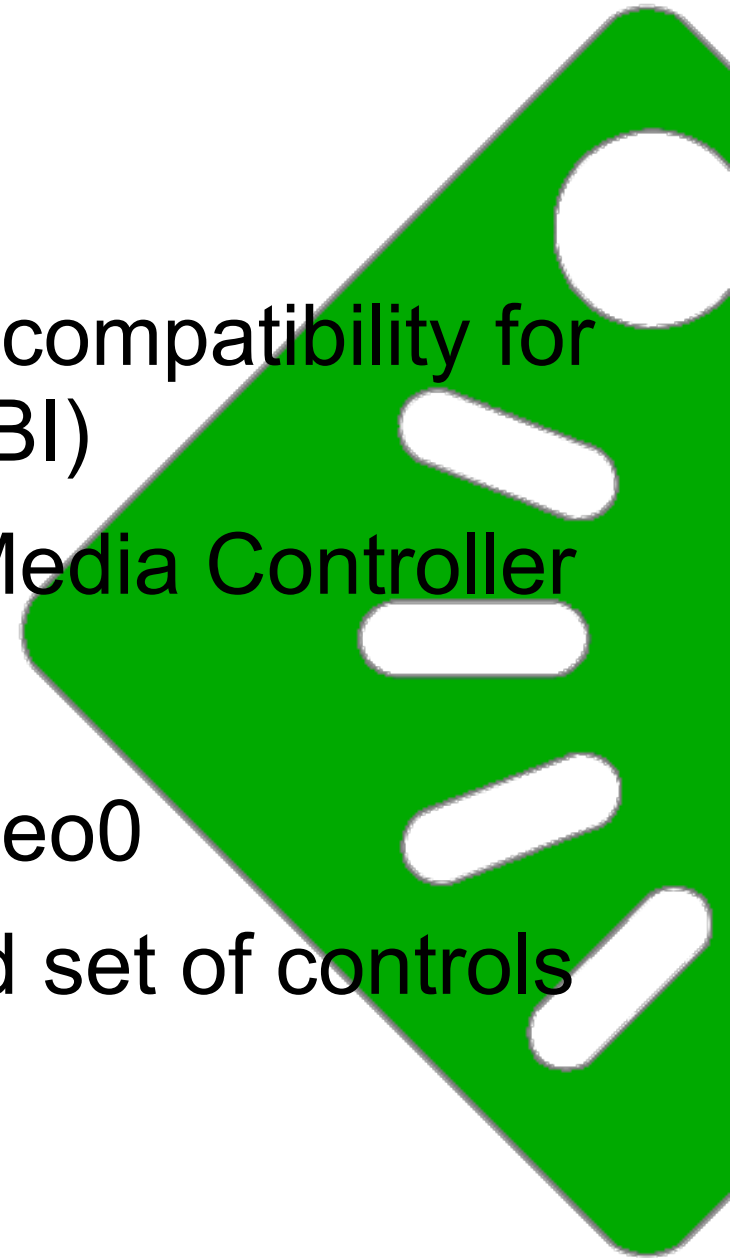 compatibility for
BI)
Media Controller
eo0
d set of controls